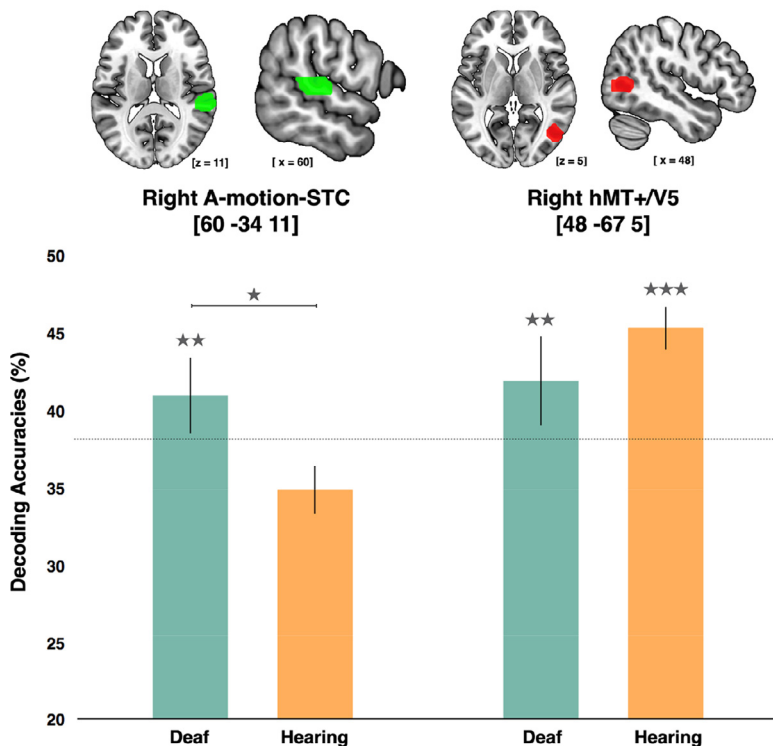 [z = 11]
[ x = 60]
[z = 5]
[ x = 48]
Right A-motion-STC
[60 -34 11]
Right hMT+/V5
[48 -67 5]
Decoding Accuracies (%)
50
45
40
35
30
25
20
★
★★
★★
★★★
Deaf
Hearing
Deaf
Hearing